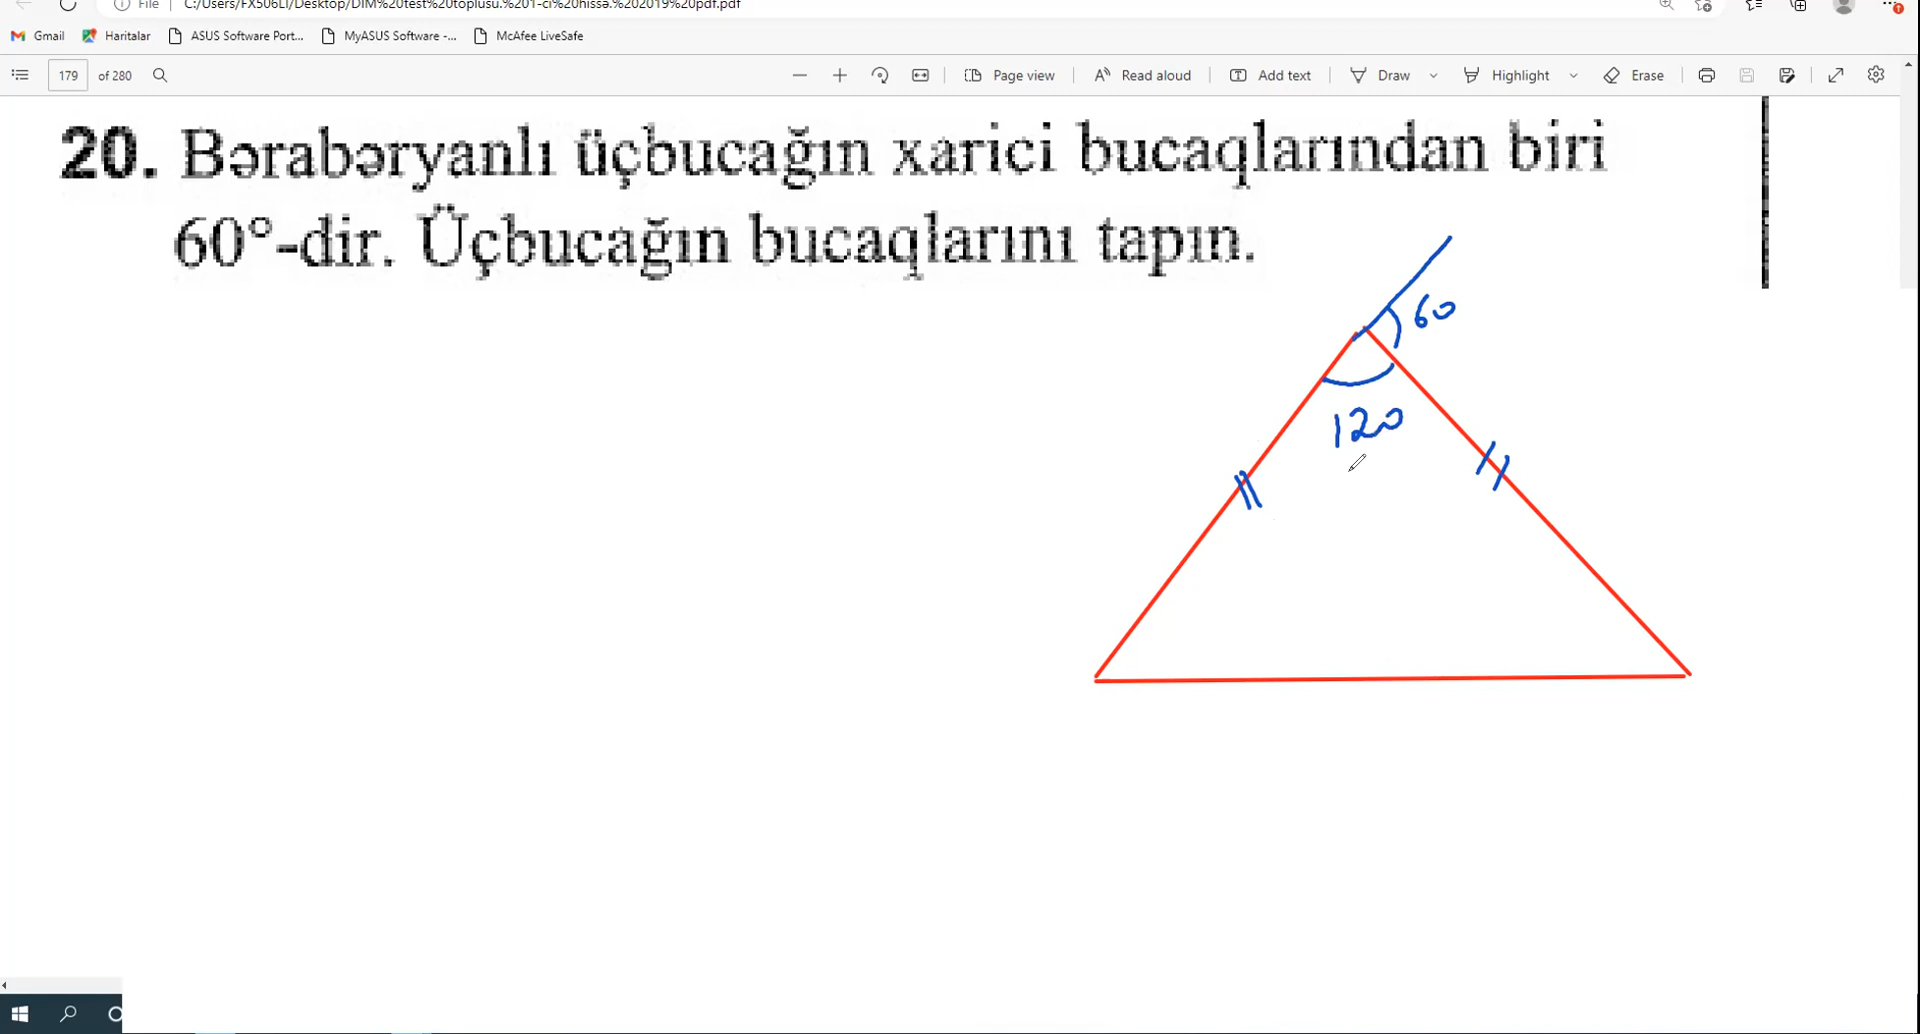 File | C:/Users/FX506LI/Desktop/DIM%20test%20toplusu.%201-ci%20hissə.%202019%20pdf.pdf
Gmail Haritalar ASUS Software Port... MyASUS Software -... McAfee LiveSafe
179 of 280 Page view Read aloud Add text Draw Highlight Erase
20. Bərabəryanlı üçbucağın xarici bucaqlarından biri
60°-dir. Üçbucağın bucaqlarını tapın.
60
120